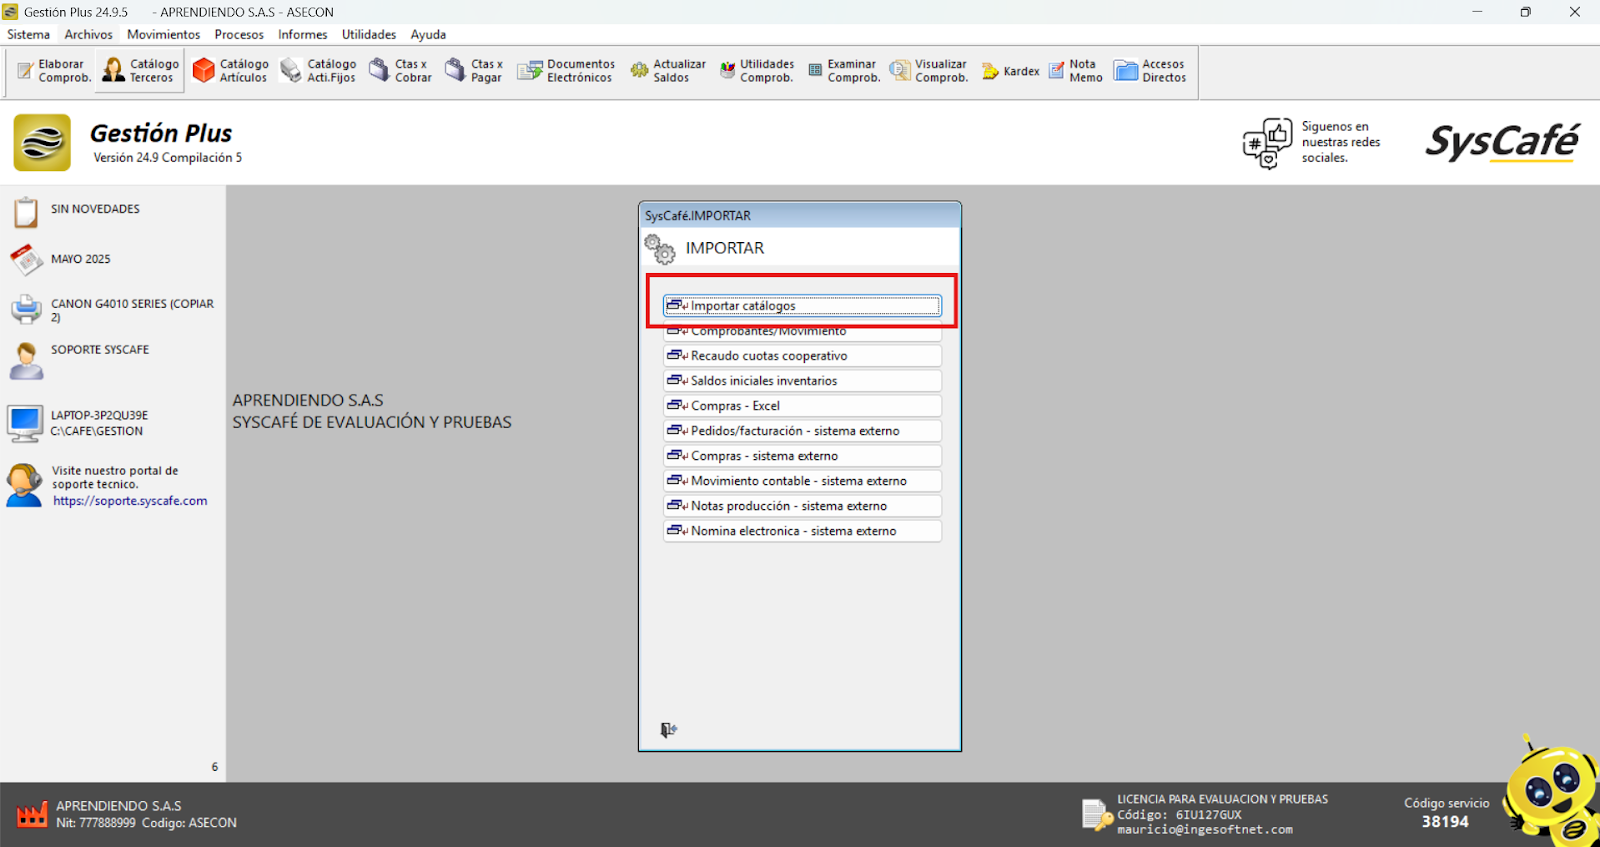 Gestión Plus 24.9.5 - APRENDIENDO S.A.S - ASECON
Sistema Archivos Movimientos Procesos Informes Utilidades Ayuda
Elaborar Comprob.
Catálogo Terceros
Catálogo Artículos
Catálogo Acti.Fijos
Ctas x Cobrar
Ctas x Pagar
Documentos Electrónicos
Actualizar Saldos
Utilidades Comprob.
Examinar Comprob.
Visualizar Comprob.
Kardex
Nota Memo
Accesos Directos
Gestión Plus
Versión 24.9 Compilación 5
#
Siguenos en
nuestras redes
sociales.
SysCafé
SIN NOVEDADES
MAYO 2025
CANON G4010 SERIES (COPIAR
2)
SOPORTE SYSCAFE
LAPTOP-3P2QU39E
C:\CAFE\GESTION
Visite nuestro portal de
soporte tecnico.
https://soporte.syscafe.com
6
APRENDIENDO S.A.S
SYSCAFÉ DE EVALUACIÓN Y PRUEBAS
SysCafé.IMPORTAR
IMPORTAR
Importar catálogos
Comprobantes/Movimiento
Recaudo cuotas cooperativo
Saldos iniciales inventarios
Compras - Excel
Pedidos/facturación - sistema externo
Compras - sistema externo
Movimiento contable - sistema externo
Notas producción - sistema externo
Nomina electronica - sistema externo
APRENDIENDO S.A.S
Nit: 777888999 Codigo: ASECON
LICENCIA PARA EVALUACION Y PRUEBAS
Código: 6IU127GUX
mauricio@ingesoftnet.com
Código servicio
38194